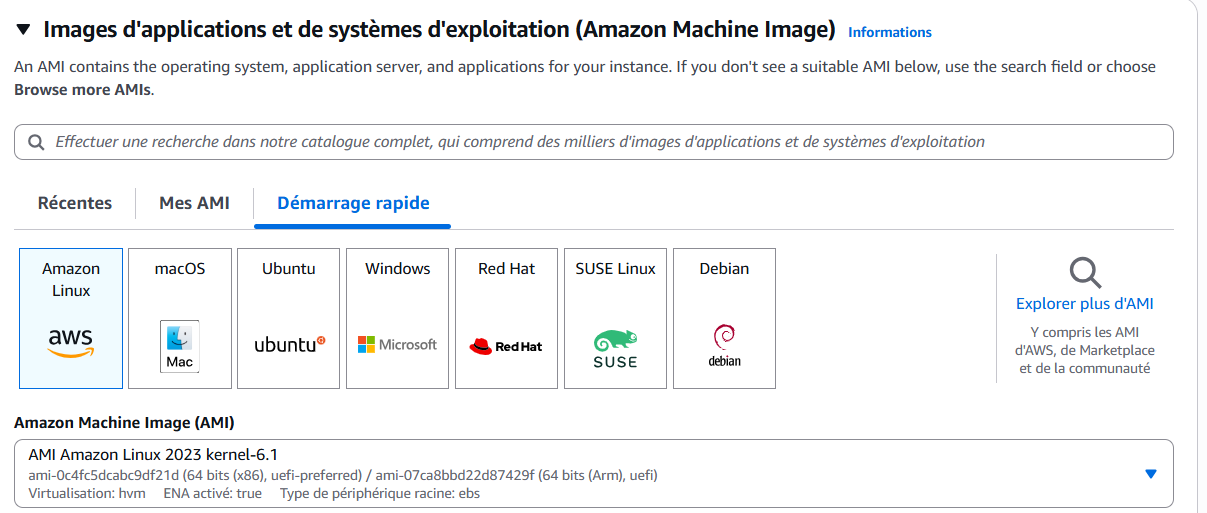 Images d'applications et de systèmes d'exploitation (Amazon Machine Image) Informations
An AMI contains the operating system, application server, and applications for your instance. If you don't see a suitable AMI below, use the search field or choose
Browse more AMIs.
Effectuer une recherche dans notre catalogue complet, qui comprend des milliers d'images d'applications et de systèmes d'exploitation
Récentes Mes AMI Démarrage rapide
Amazon Linux
aws
macOS
Mac
Ubuntu
ubuntu
Windows
Microsoft
Red Hat
Red Hat
SUSE Linux
SUSE
Debian
debian
Explorer plus d'AMI
Y compris les AMI
d'AWS, de Marketplace
et de la communauté
Amazon Machine Image (AMI)
AMI Amazon Linux 2023 kernel-6.1
ami-0c4fc5dcabc9df21d (64 bits (x86), uefi-preferred) / ami-07ca8bbd22d87429f (64 bits (Arm), uefi)
Virtualisation: hvm ENA activé: true Type de périphérique racine: ebs